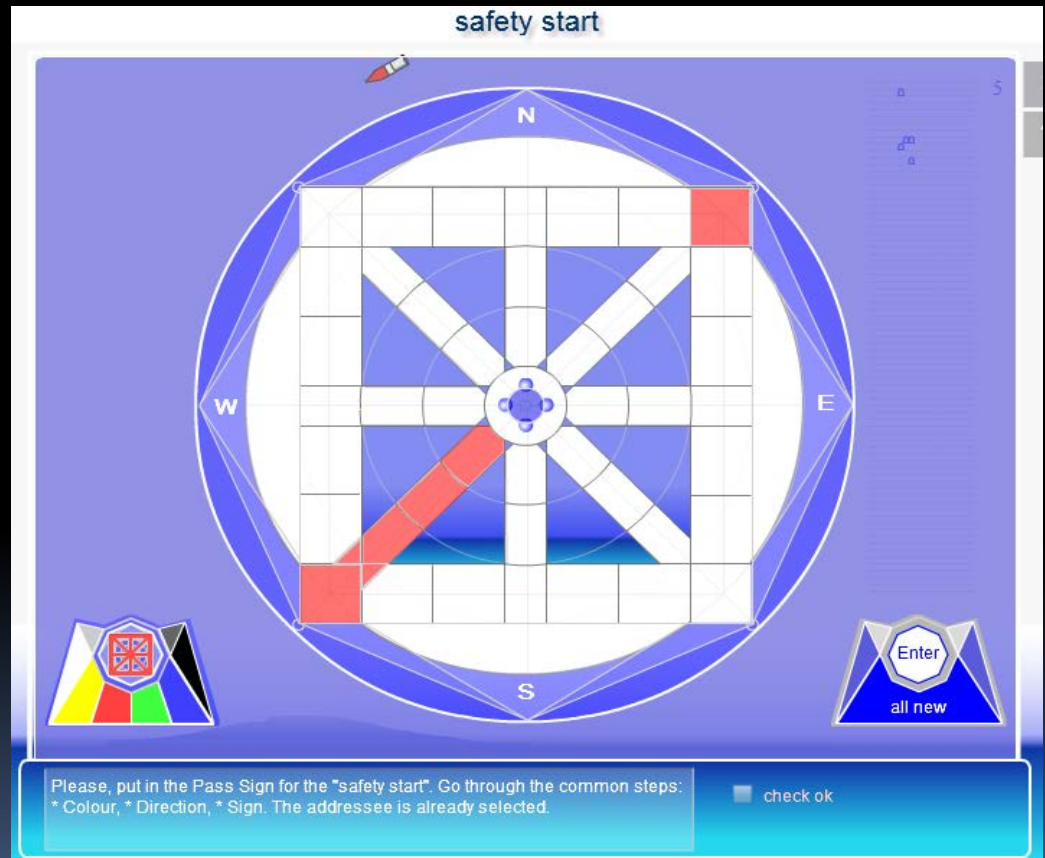 safety start
5
N
W
E
S
Enter
all new
Please, put in the Pass Sign for the "safety start". Go through the common steps:
* Colour, * Direction, * Sign. The addressee is already selected.
check ok